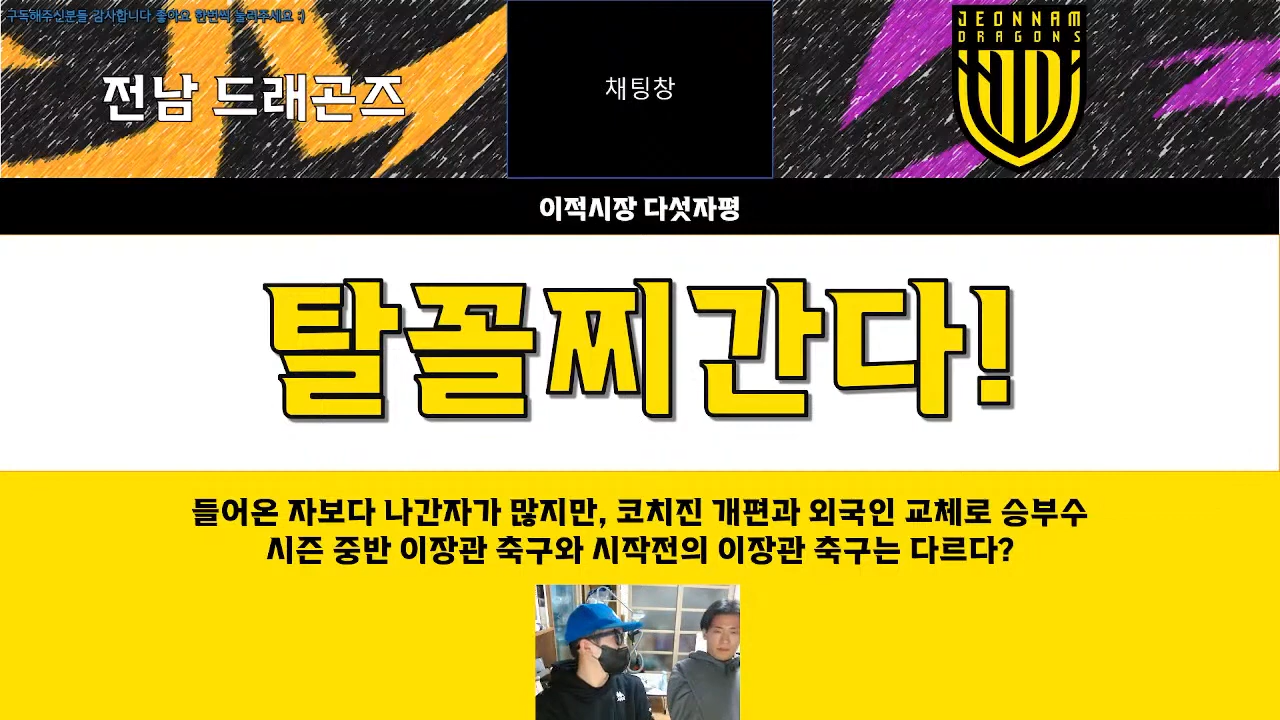 구독해주신분들 감사합니다 좋아요 한번씩 눌러주세요 :)
전남 드래곤즈
채팅창
JEONNAM
DRAGONS
이적시장 다섯자평
탈꼴찌간다!
들어온 자보다 나간자가 많지만, 코치진 개편과 외국인 교체로 승부수
시즌 중반 이장관 축구와 시작전의 이장관 축구는 다르다?